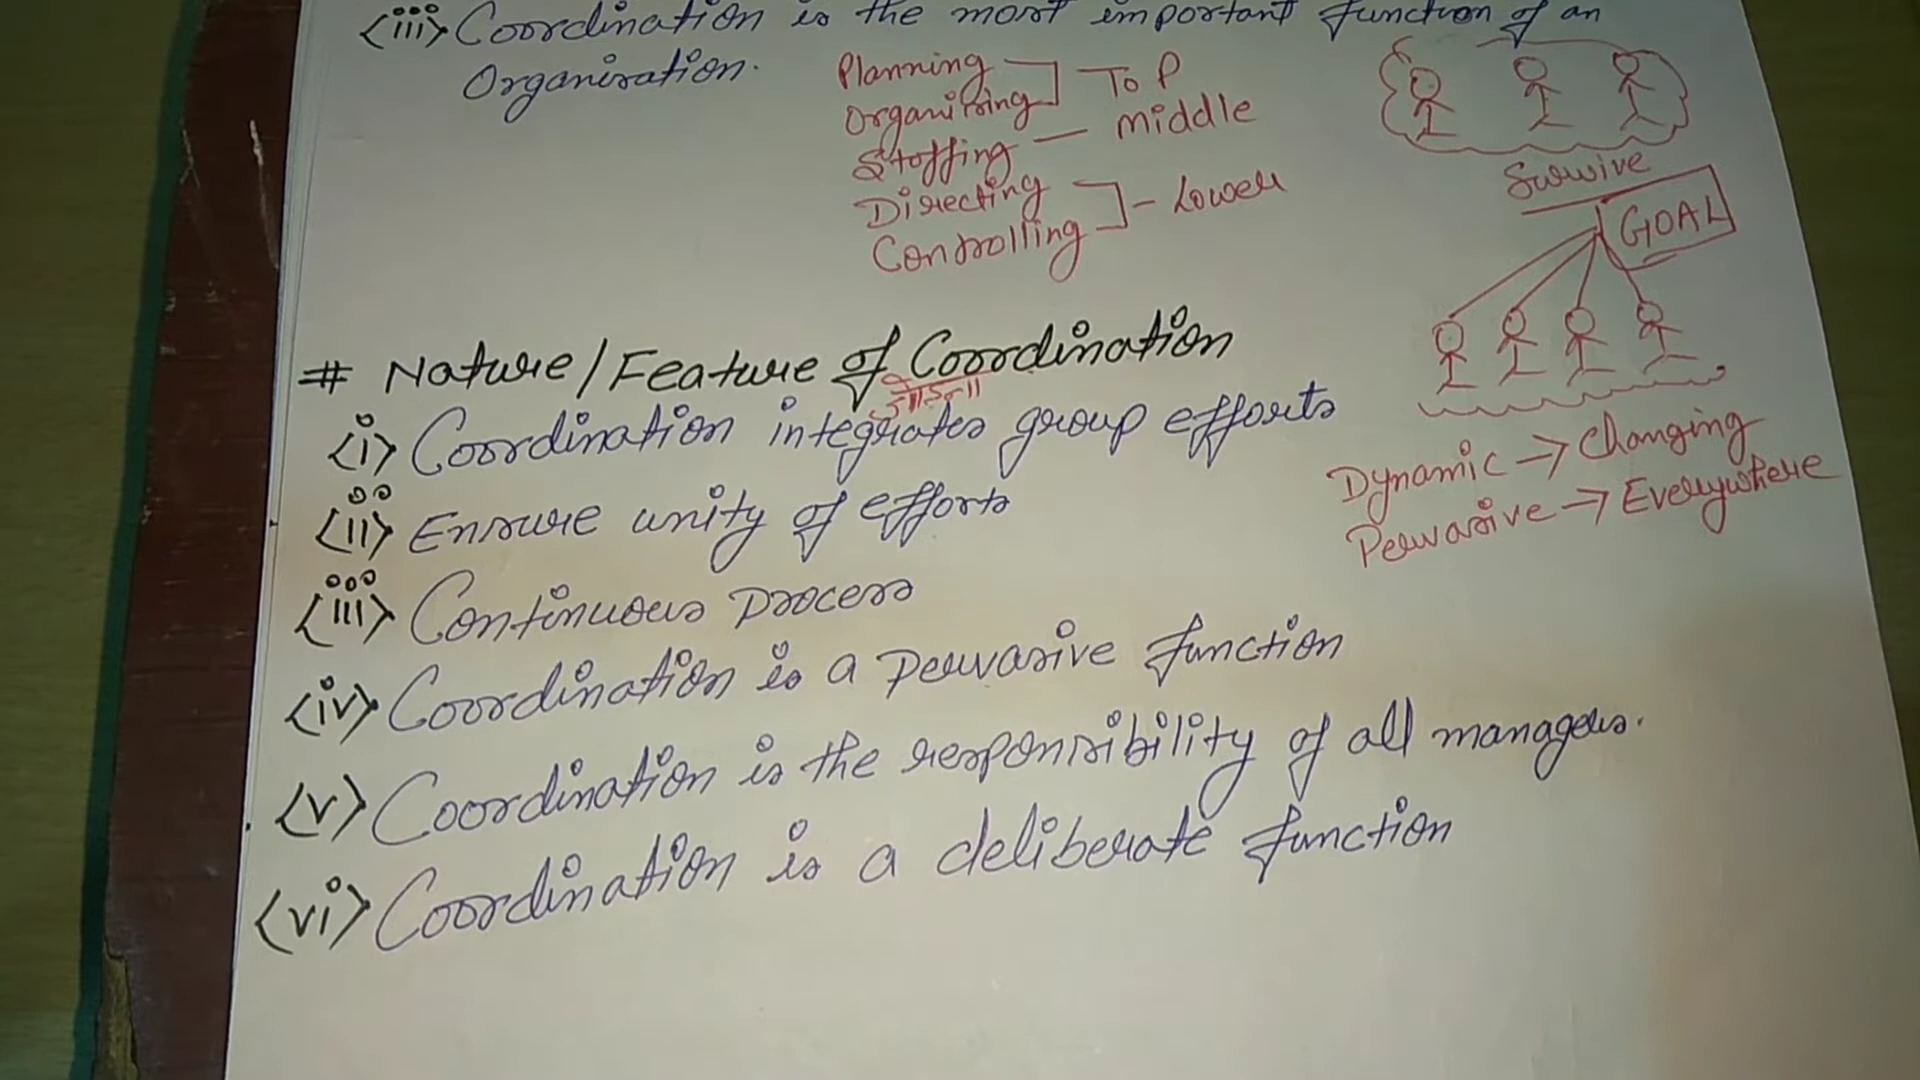 (iii) Coordination is the most important function of an
Organisation.
Planning
Organising
Staffing
Directing
Controlling
Top
middle
Lower
Survive
GOAL
# Nature/Feature of Coordination
(i) Coordination integrates group efforts
(ii) Ensure unity of efforts
(iii) Continuous process
(iv) Coordination is a pervasive function
(v) Coordination is the responsibility of all managers.
(vi) Coordination is a deliberate function
Dynamic → Changing
Pervasive → Everywhere